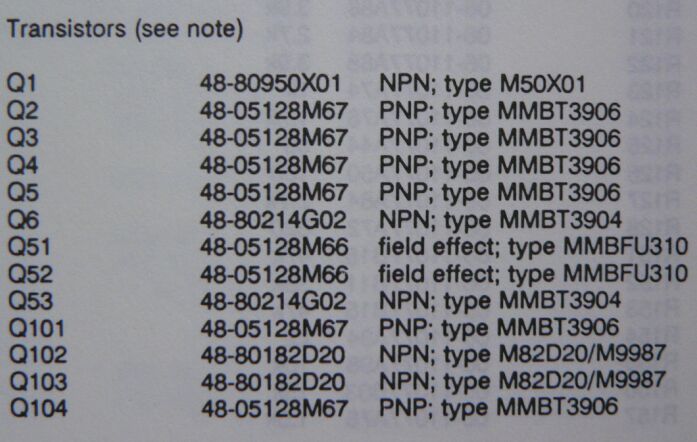 Transistors (see note)
Q1 48-80950X01 NPN; type M50X01
Q2 48-05128M67 PNP; type MMBT3906
Q3 48-05128M67 PNP; type MMBT3906
Q4 48-05128M67 PNP; type MMBT3906
Q5 48-05128M67 PNP; type MMBT3906
Q6 48-80214G02 NPN; type MMBT3904
Q51 48-05128M66 field effect; type MMBFU310
Q52 48-05128M66 field effect; type MMBFU310
Q53 48-80214G02 NPN; type MMBT3904
Q101 48-05128M67 PNP; type MMBT3906
Q102 48-80182D20 NPN; type M82D20/M9987
Q103 48-80182D20 NPN; type M82D20/M9987
Q104 48-05128M67 PNP; type MMBT3906